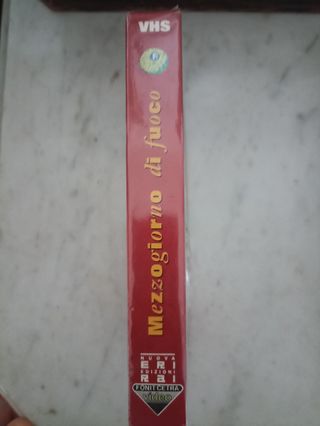 VHS
Mezzogiorno di fuoco
NUOVA
ERI
EDIZIONI
RAI
FONIT CETRA
VIDEO